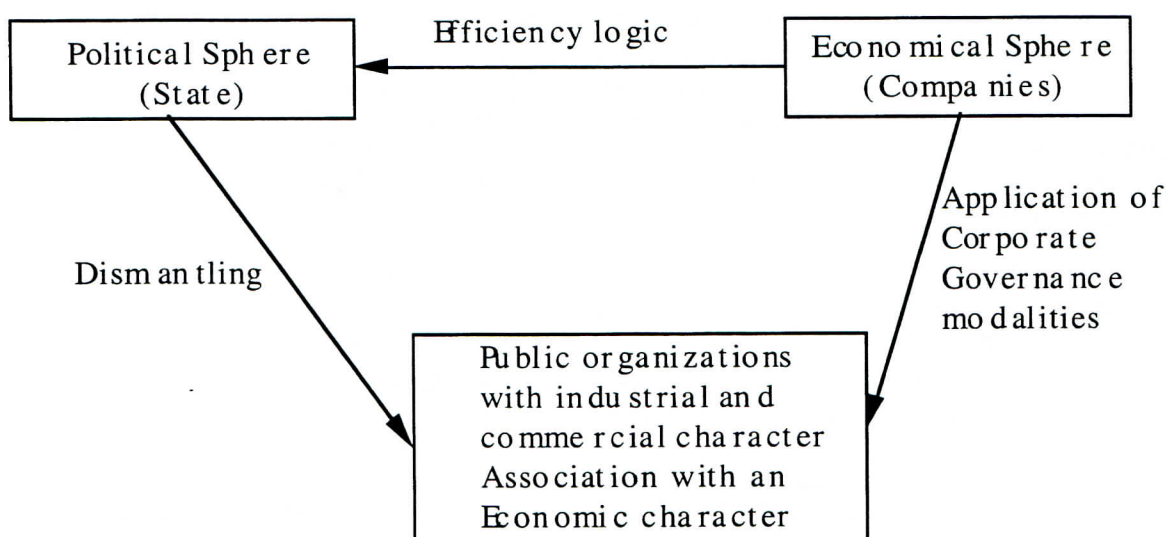 Efficiency logic
Political Sphere
(State)
Economical Sphere
(Companies)
Application of
Corporate
Governance
modalities
Dismantling
Public organizations
with industrial and
commercial character
Association with an
Economic character